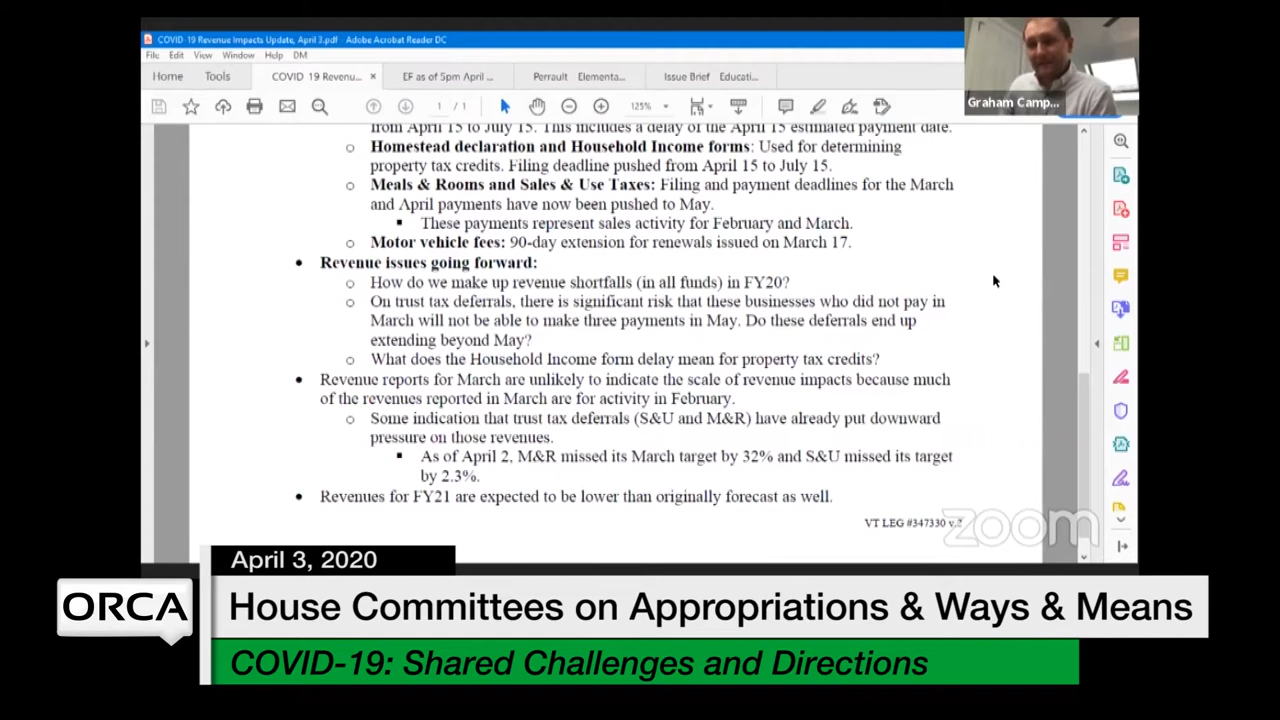 COVID-19 Revenue Impacts Update, April 3.pdf - Adobe Acrobat Reader DC
File Edit View Window Help DM
Home Tools COVID 19 Revenu... × EF as of 5pm April ... Perrault Elementa... Issue Brief Educati...
1 / 1 125%
Graham Camp...
from April 15 to July 15. This includes a delay of the April 15 estimated payment date.
○ Homestead declaration and Household Income forms: Used for determining
property tax credits. Filing deadline pushed from April 15 to July 15.
○ Meals & Rooms and Sales & Use Taxes: Filing and payment deadlines for the March
and April payments have now been pushed to May.
▪ These payments represent sales activity for February and March.
○ Motor vehicle fees: 90-day extension for renewals issued on March 17.
• Revenue issues going forward:
○ How do we make up revenue shortfalls (in all funds) in FY20?
○ On trust tax deferrals, there is significant risk that these businesses who did not pay in
March will not be able to make three payments in May. Do these deferrals end up
extending beyond May?
○ What does the Household Income form delay mean for property tax credits?
• Revenue reports for March are unlikely to indicate the scale of revenue impacts because much
of the revenues reported in March are for activity in February.
○ Some indication that trust tax deferrals (S&U and M&R) have already put downward
pressure on those revenues.
▪ As of April 2, M&R missed its March target by 32% and S&U missed its target
by 2.3%.
• Revenues for FY21 are expected to be lower than originally forecast as well.
VT LEG #347330 v.2
zoom
April 3, 2020
ORCA
House Committees on Appropriations & Ways & Means
COVID-19: Shared Challenges and Directions